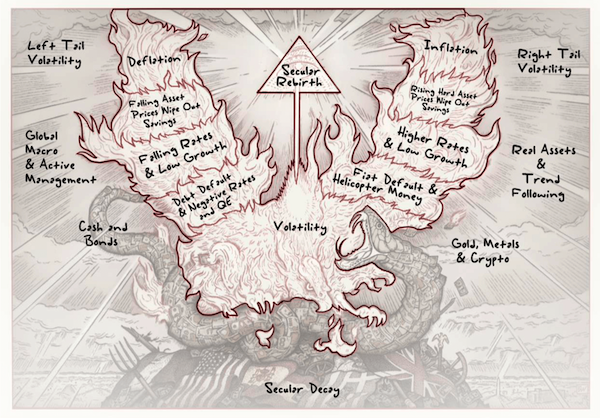 Left Tail
Volatility
Deflation
Falling Asset
Prices Wipe Out
Savings
Falling Rates
& Low Growth
Debt Default
& Negative Rates
and QE
Global
Macro
& Active
Management
Cash and
Bonds
Secular
Rebirth
Volatility
Inflation
Rising Hard Asset
Prices Wipe Out
Savings
Higher Rates
& Low Growth
Fiat Default &
Helicopter Money
Right Tail
Volatility
Real Assets
&
Trend
Following
Gold, Metals
& Crypto
Secular Decay